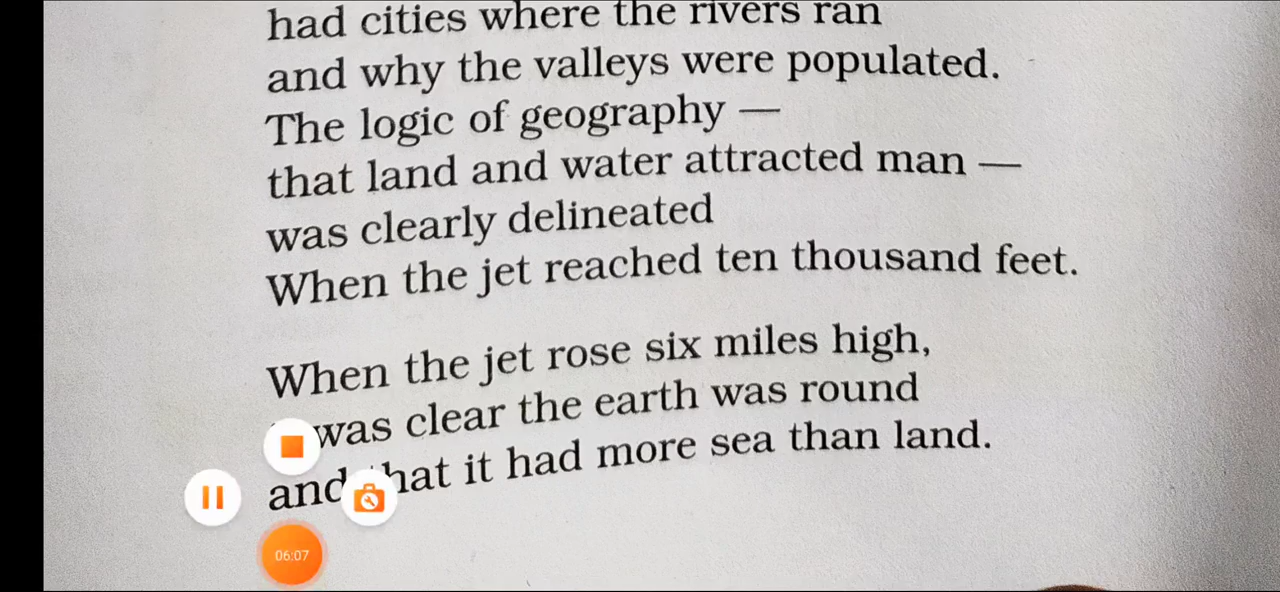 had cities where the rivers ran
and why the valleys were populated.
The logic of geography —
that land and water attracted man —
was clearly delineated
When the jet reached ten thousand feet.
When the jet rose six miles high,
was clear the earth was round
and that it had more sea than land.
06:07